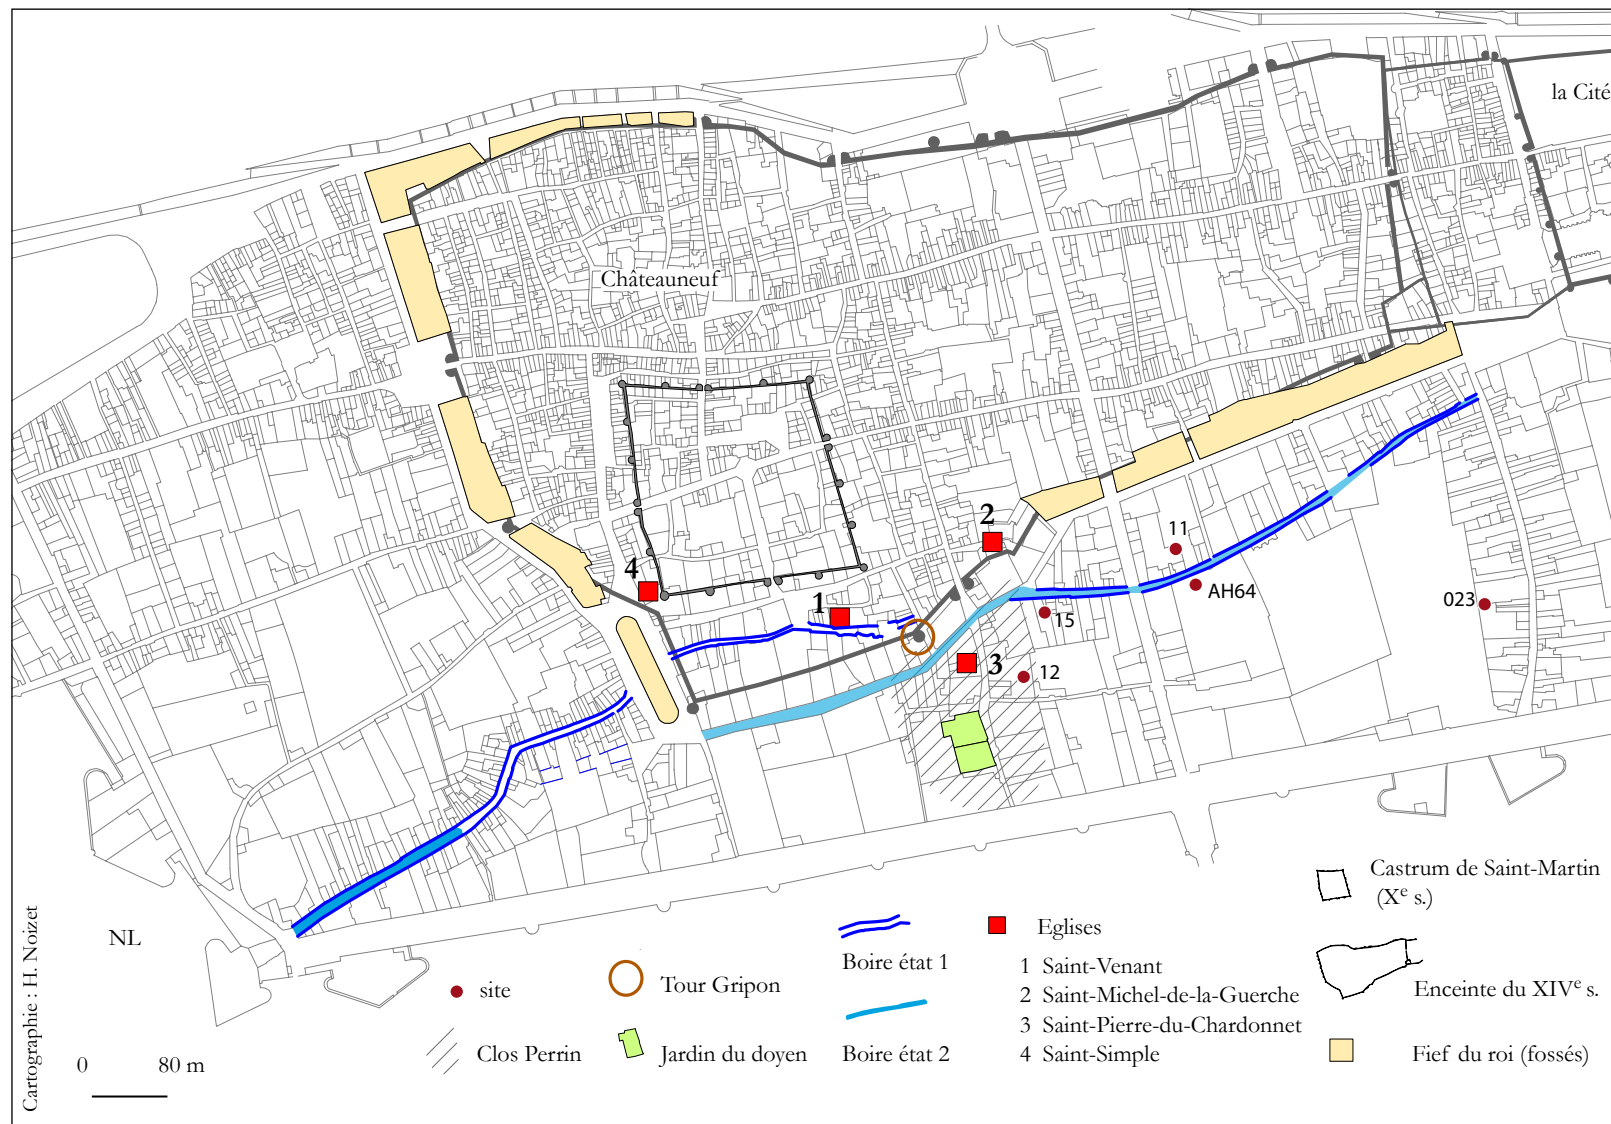 la Cité
Châteauneuf
2
11
4
AH64
023
1
15
3
12
Cartographie : H. Noizet
NL
0 80 m
site
Clos Perrin
Tour Gripon
Jardin du doyen
Boire état 1
Boire état 2
Eglises
1 Saint-Venant
2 Saint-Michel-de-la-Guerche
3 Saint-Pierre-du-Chardonnet
4 Saint-Simple
Castrum de Saint-Martin
(Xe s.)
Enceinte du XIVe s.
Fief du roi (fossés)